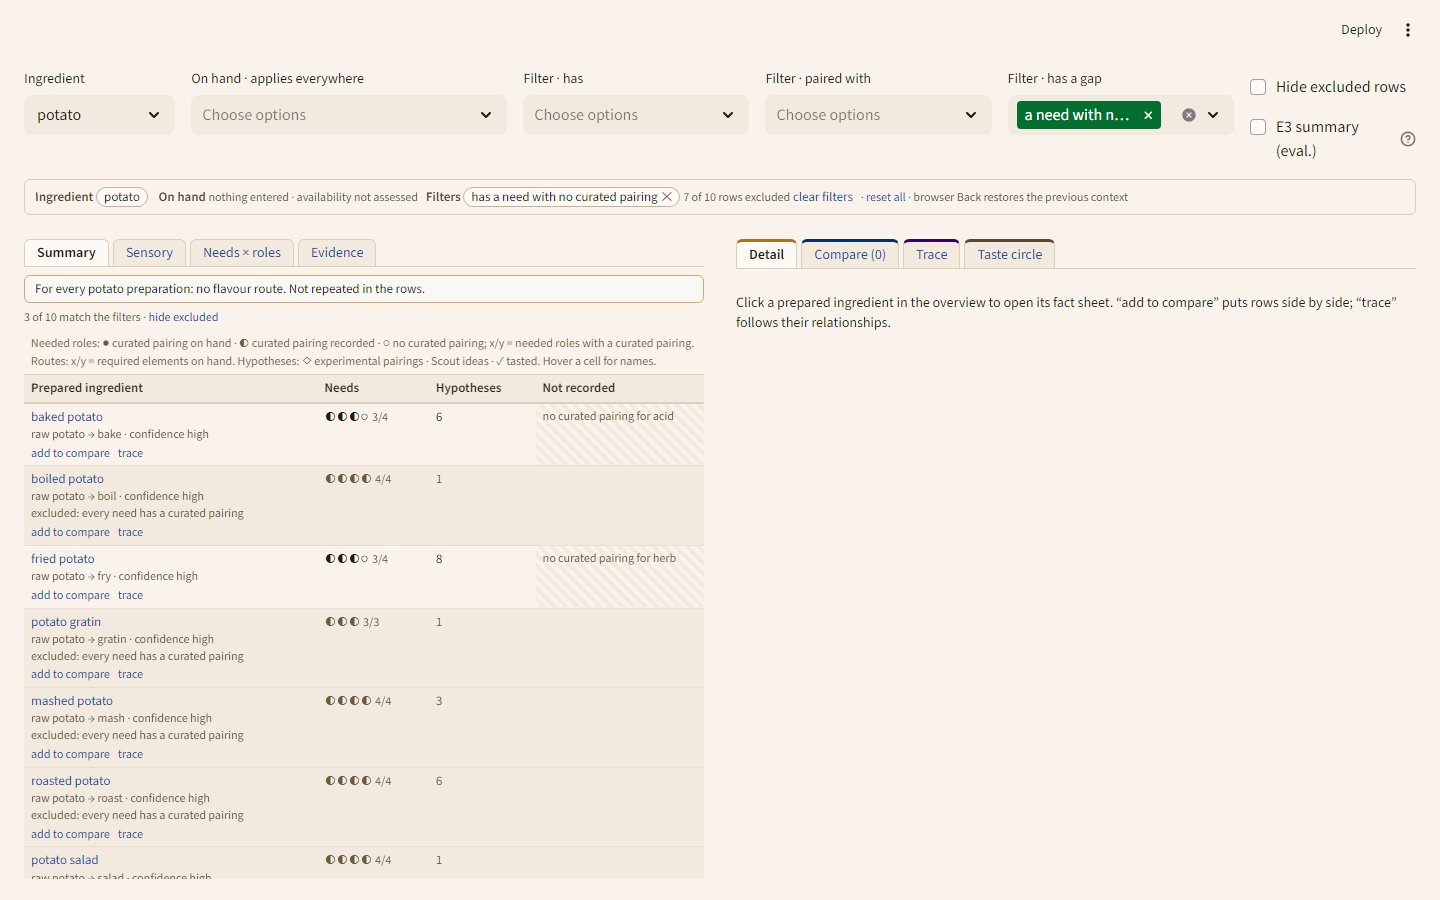 Deploy
Ingredient
On hand · applies everywhere
Filter · has
Filter · paired with
Filter · has a gap
potato
Choose options
Choose options
Choose options
a need with n…
Hide excluded rows
E3 summary
(eval.)
Ingredient potato On hand nothing entered · availability not assessed Filters has a need with no curated pairing 7 of 10 rows excluded clear filters · reset all · browser Back restores the previous context
Summary
Sensory
Needs × roles
Evidence
For every potato preparation: no flavour route. Not repeated in the rows.
3 of 10 match the filters · hide excluded
Needed roles: ● curated pairing on hand · ◐ curated pairing recorded · ○ no curated pairing; x/y = needed roles with a curated pairing.
Routes: x/y = required elements on hand. Hypotheses: ◇ experimental pairings · Scout ideas · ✓ tasted. Hover a cell for names.
Prepared ingredient Needs Hypotheses Not recorded
baked potato ◐◐◐○ 3/4 6 no curated pairing for acid
raw potato → bake · confidence high
add to compare trace
boiled potato ◐◐◐◐ 4/4 1
raw potato → boil · confidence high
excluded: every need has a curated pairing
add to compare trace
fried potato ◐◐◐○ 3/4 8 no curated pairing for herb
raw potato → fry · confidence high
add to compare trace
potato gratin ◐◐◐ 3/3 1
raw potato → gratin · confidence high
excluded: every need has a curated pairing
add to compare trace
mashed potato ◐◐◐◐ 4/4 3
raw potato → mash · confidence high
excluded: every need has a curated pairing
add to compare trace
roasted potato ◐◐◐◐ 4/4 6
raw potato → roast · confidence high
excluded: every need has a curated pairing
add to compare trace
potato salad ◐◐◐◐ 4/4 1
raw potato → salad · confidence high
Detail
Compare (0)
Trace
Taste circle
Click a prepared ingredient in the overview to open its fact sheet. “add to compare” puts rows side by side; “trace”
follows their relationships.